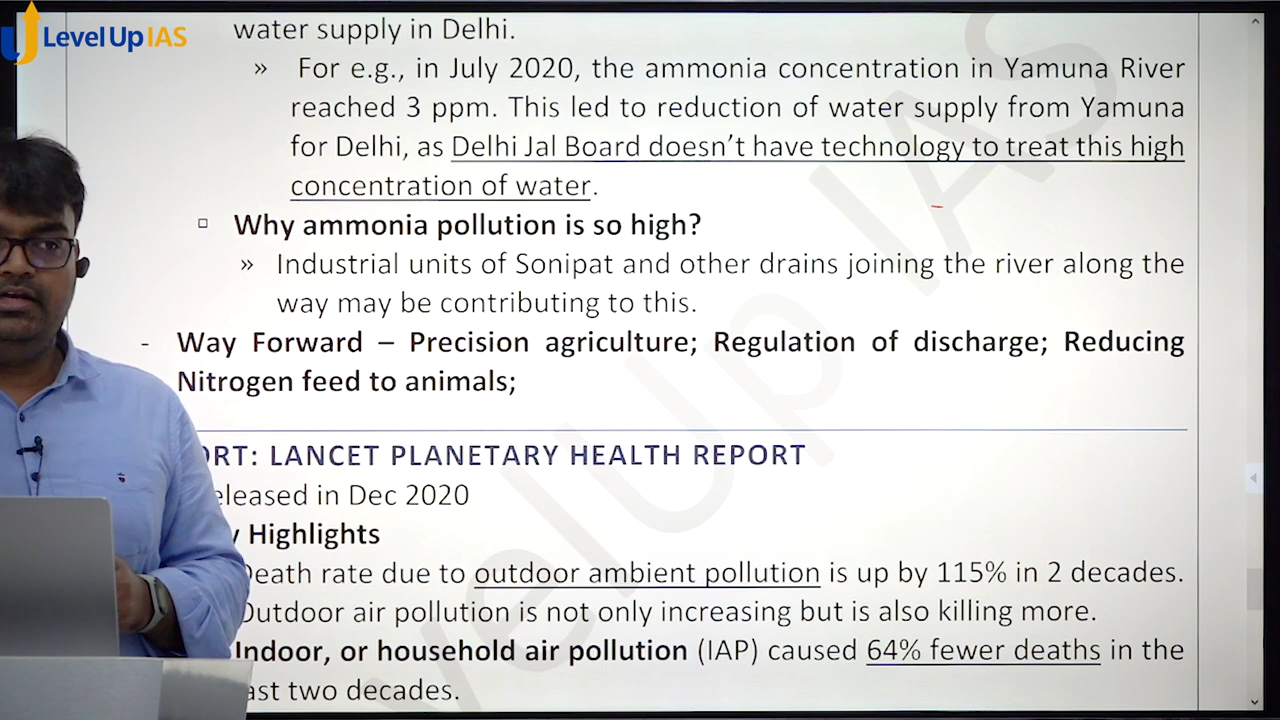 LevelUp IAS
water supply in Delhi.
» For e.g., in July 2020, the ammonia concentration in Yamuna River
reached 3 ppm. This led to reduction of water supply from Yamuna
for Delhi, as Delhi Jal Board doesn’t have technology to treat this high
concentration of water.
Why ammonia pollution is so high?
» Industrial units of Sonipat and other drains joining the river along the
way may be contributing to this.
- Way Forward – Precision agriculture; Regulation of discharge; Reducing
Nitrogen feed to animals;
ORT: LANCET PLANETARY HEALTH REPORT
eleased in Dec 2020
y Highlights
Death rate due to outdoor ambient pollution is up by 115% in 2 decades.
Outdoor air pollution is not only increasing but is also killing more.
Indoor, or household air pollution (IAP) caused 64% fewer deaths in the
ast two decades.
velUp IAS